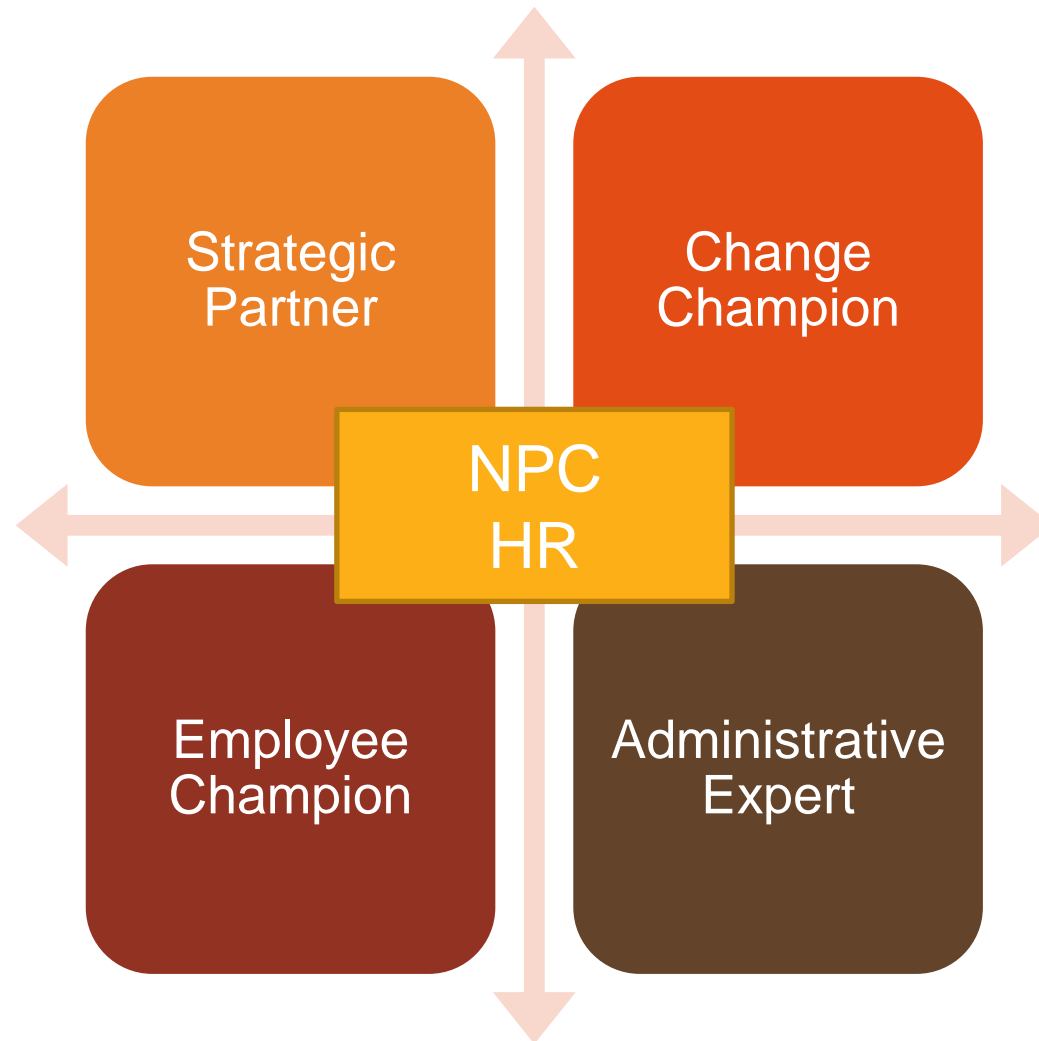 Strategic
Partner
Change
Champion
NPC
HR
Employee
Champion
Administrative
Expert